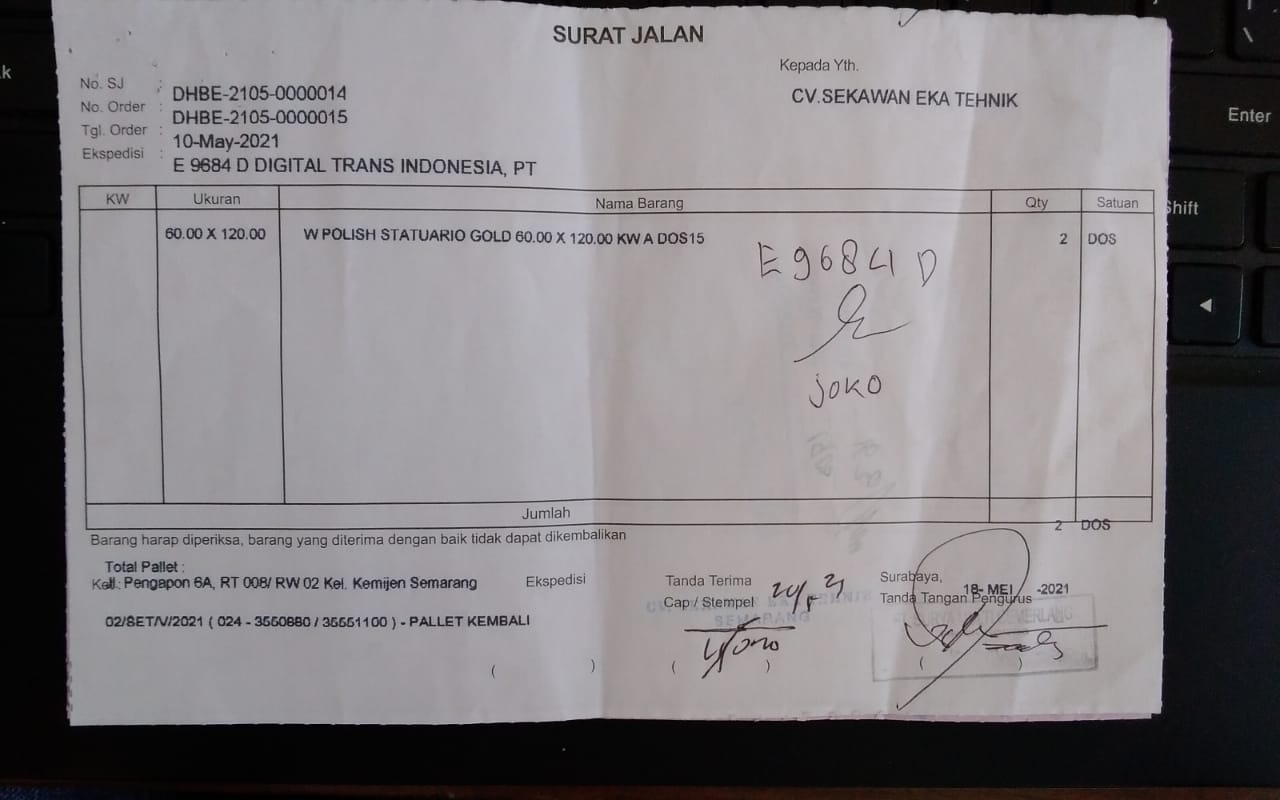 SURAT JALAN
No. SJ : DHBE-2105-0000014
No. Order : DHBE-2105-0000015
Tgl. Order : 10-May-2021
Ekspedisi : E 9684 D DIGITAL TRANS INDONESIA, PT
Kepada Yth.
CV.SEKAWAN EKA TEHNIK
KW Ukuran Nama Barang Qty Satuan
60.00 X 120.00 W POLISH STATUARIO GOLD 60.00 X 120.00 KW A DOS15 2 DOS
E 9684 D
JOKO
Jumlah 2 DOS
Barang harap diperiksa, barang yang diterima dengan baik tidak dapat dikembalikan
Total Pallet :
Pengapon 6A, RT 008/ RW 02 Kel. Kemijen Semarang
02/SET/V/2021 ( 024 - 3550880 / 35551100 ) - PALLET KEMBALI
Ekspedisi
( )
Tanda Terima
Cap / Stempel
SEMARANG
( )
Surabaya, 18- MEI -2021
Tanda Tangan Pengurus
( )
Enter
Shift